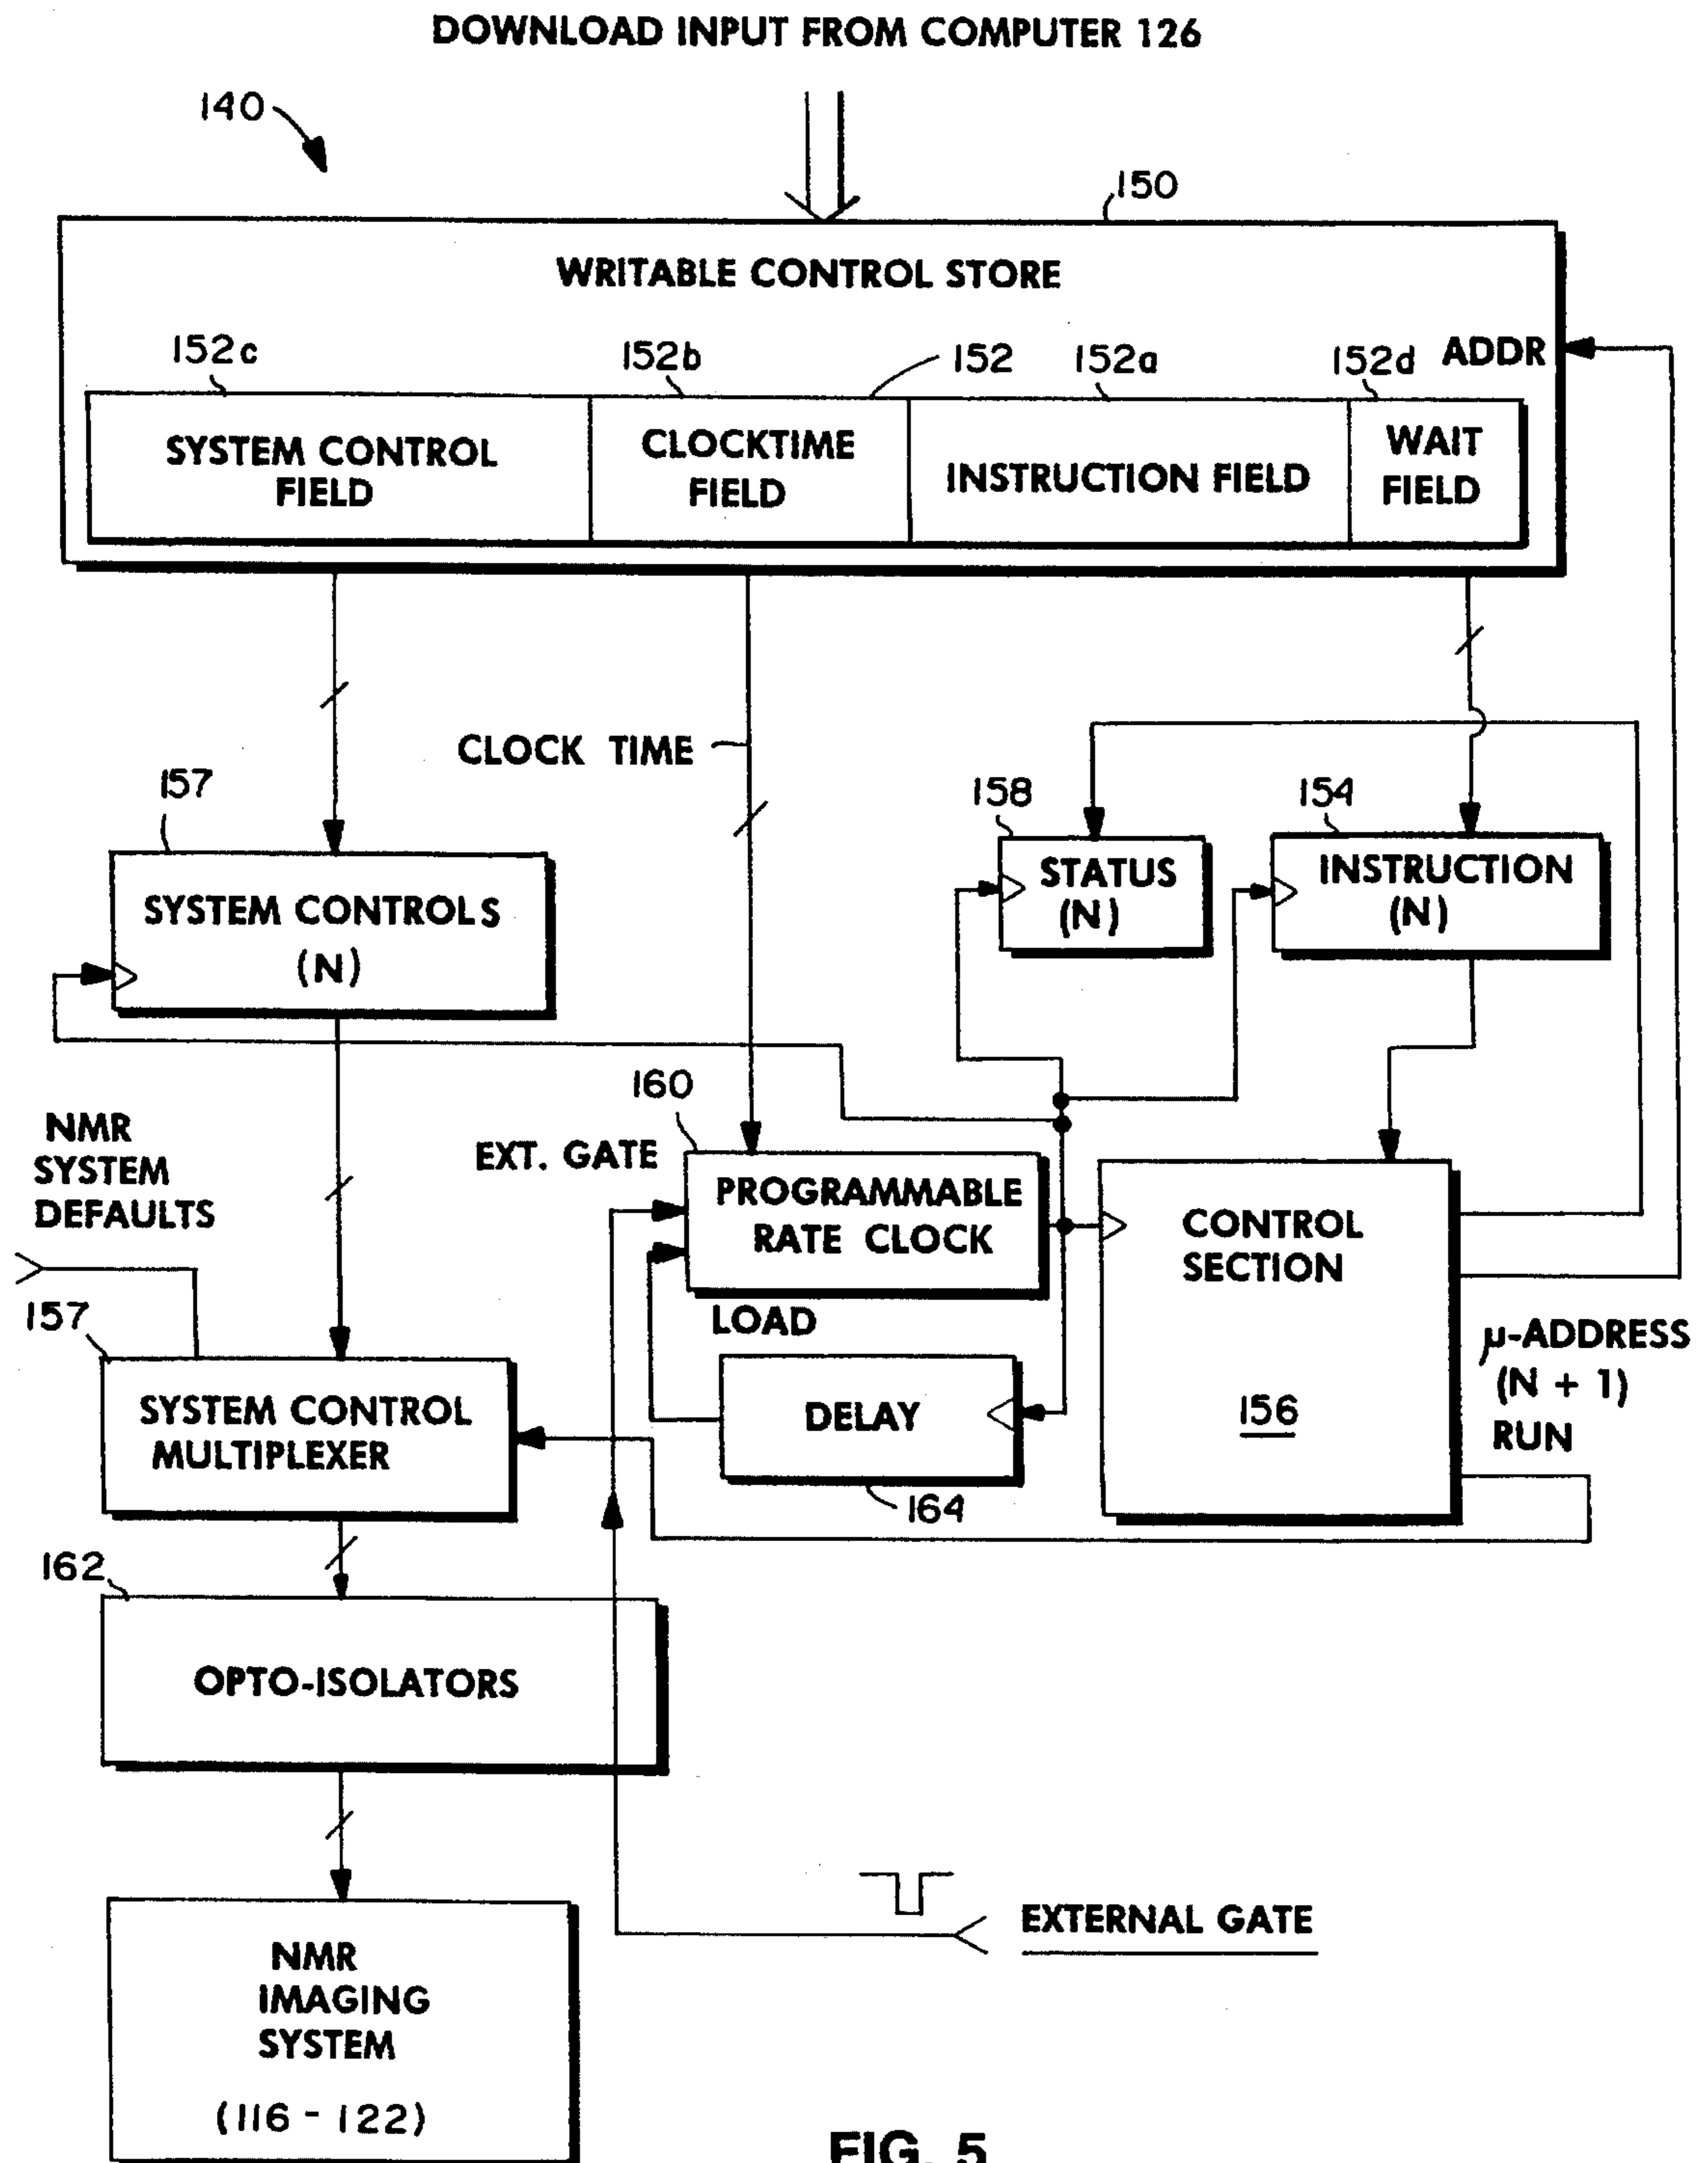 DOWNLOAD INPUT FROM COMPUTER 126
140
150
WRITABLE CONTROL STORE
152c
152b
152
152a
152d
ADDR
SYSTEM CONTROL
FIELD
CLOCKTIME
FIELD
INSTRUCTION FIELD
WAIT
FIELD
CLOCK TIME
157
SYSTEM CONTROLS
(N)
158
STATUS
(N)
154
INSTRUCTION
(N)
NMR
SYSTEM
DEFAULTS
160
EXT. GATE
PROGRAMMABLE
RATE CLOCK
LOAD
CONTROL
SECTION
156
µ-ADDRESS
(N + 1)
RUN
157
SYSTEM CONTROL
MULTIPLEXER
DELAY
164
162
OPTO-ISOLATORS
EXTERNAL GATE
NMR
IMAGING
SYSTEM
(116 - 122)
FIG. 5